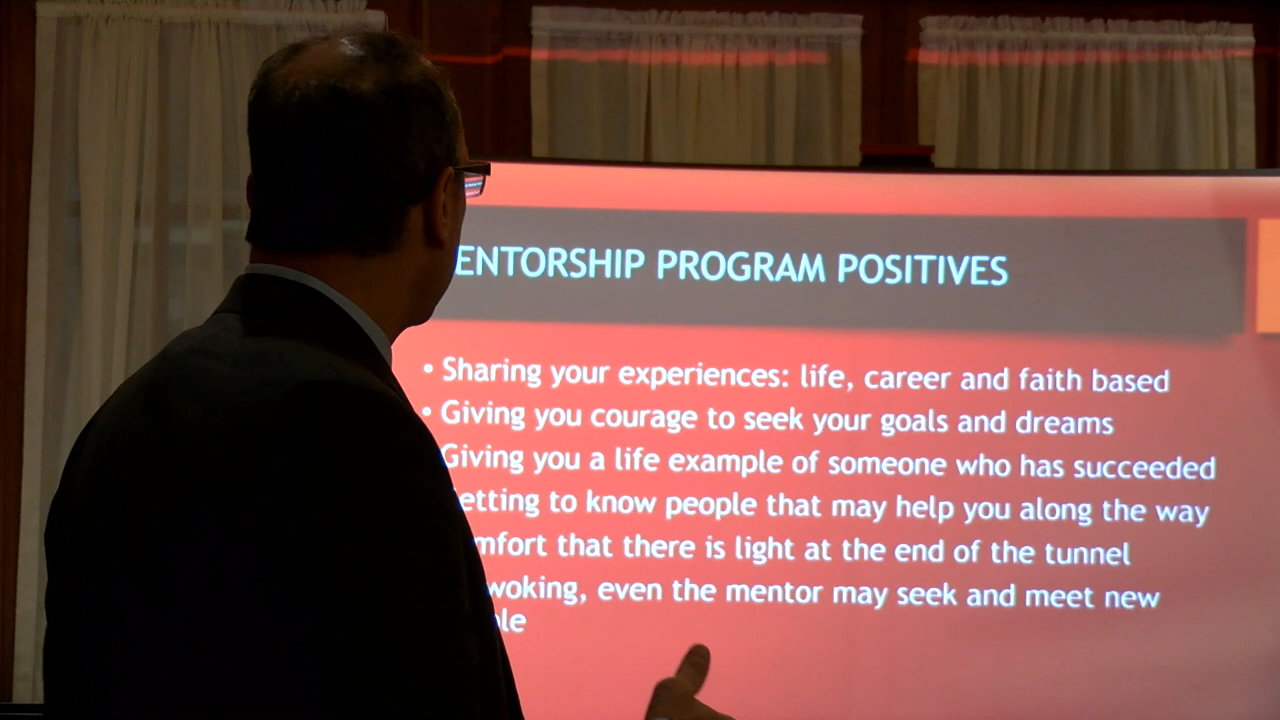 ENTORSHIP PROGRAM POSITIVES
• Sharing your experiences: life, career and faith based
• Giving you courage to seek your goals and dreams
Giving you a life example of someone who has succeeded
etting to know people that may help you along the way
mfort that there is light at the end of the tunnel
woking, even the mentor may seek and meet new
le